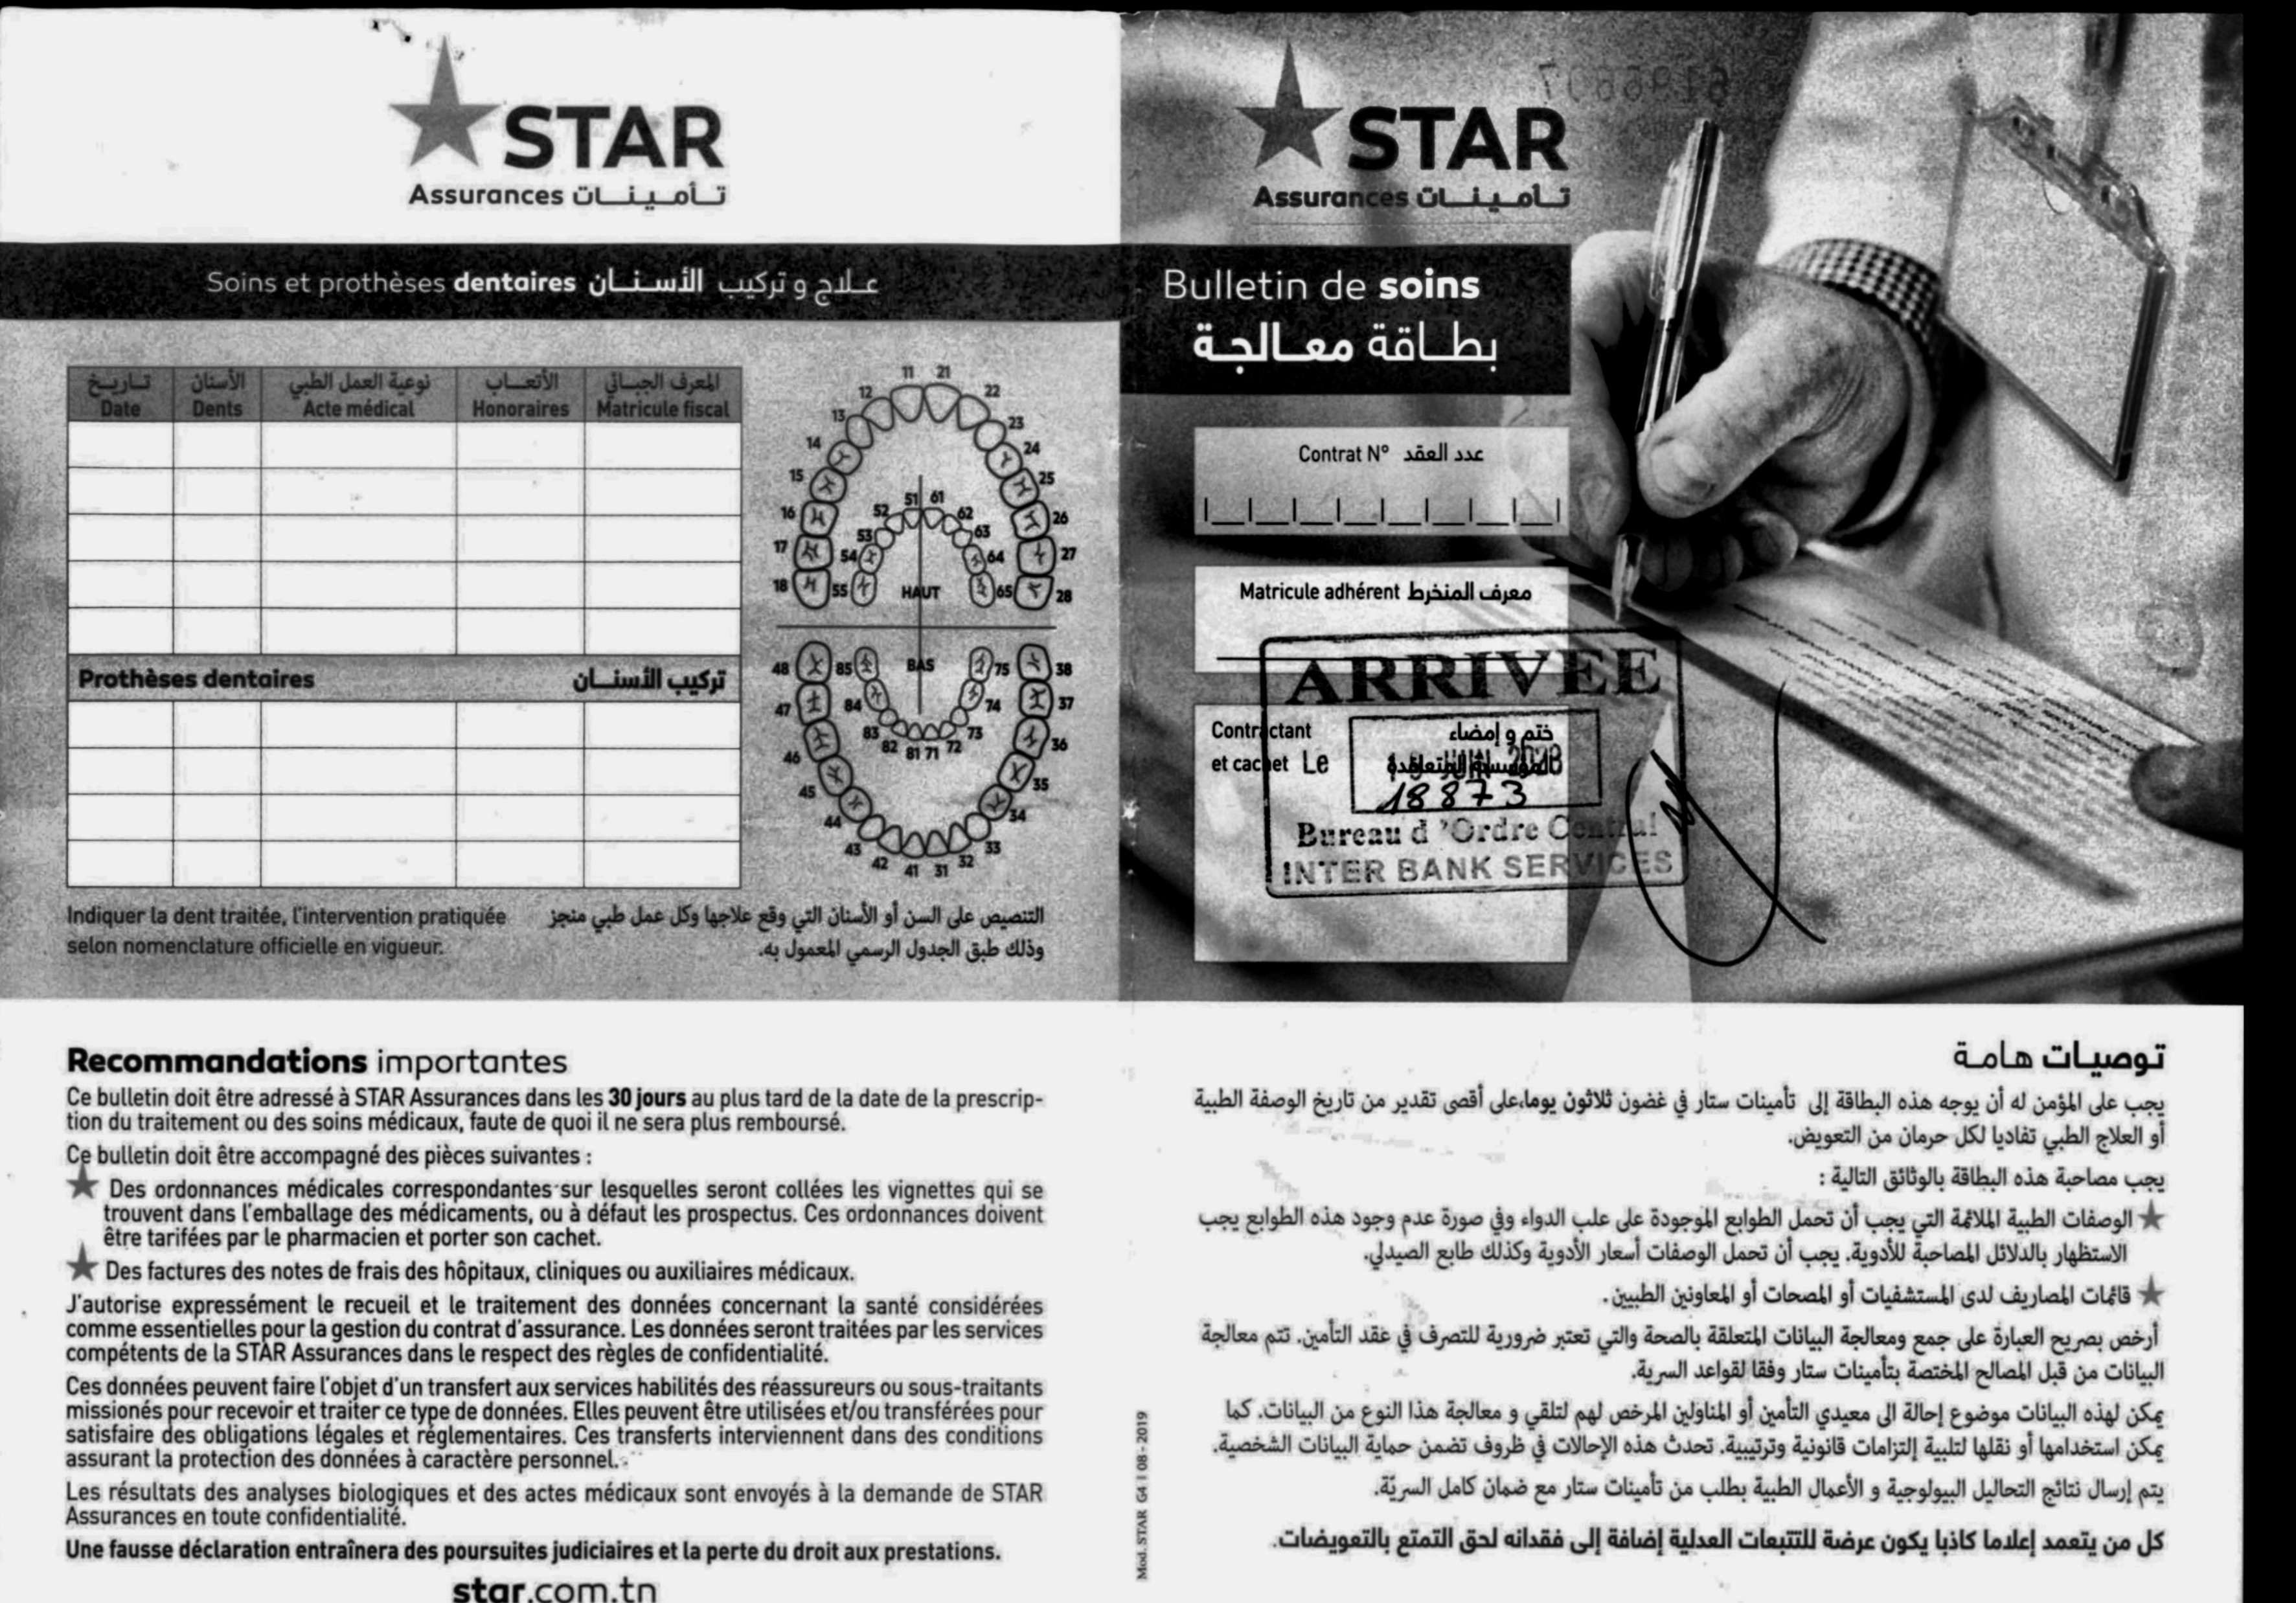 STAR
Assurances تـأمـيـنـات
Soins et prothèses dentaires علاج و تركيب الأسنان
تـاريـخ الأسنان نوعية العمل الطبي الأتعـاب المعرف الجبـائي
Date Dents Acte médical Honoraires Matricule fiscal
Prothèses dentaires تركيب الأسنـان
11 21
12 22
13 23
14 24
15 25
16 26
17 27
18 28
51 61
52 62
53 63
54 64
55 65
HAUT
BAS
48 85 75 38
47 84 74 37
83 73
46 82 81 71 72 36
45 35
44 34
43 33
42 41 31 32
Indiquer la dent traitée, l'intervention pratiquée
selon nomenclature officielle en vigueur.
التنصيص على السن أو الأسنان التي وقع علاجها وكل عمل طبي منجز
وذلك طبق الجدول الرسمي المعمول به.
STAR
Assurances تـأمـيـنـات
Bulletin de soins
بطـاقة معـالجـة
Contrat N° عدد العقد
Matricule adhérent معرف المنخرط
ARRIVEE
Contractant ختم و إمضاء
et cachet المؤسسة المتعاقدة
Le 2023
18873
Bureau d'Ordre Central
INTER BANK SERVICES
Recommandations importantes
Ce bulletin doit être adressé à STAR Assurances dans les 30 jours au plus tard de la date de la prescrip-
tion du traitement ou des soins médicaux, faute de quoi il ne sera plus remboursé.
Ce bulletin doit être accompagné des pièces suivantes :
Des ordonnances médicales correspondantes sur lesquelles seront collées les vignettes qui se
trouvent dans l'emballage des médicaments, ou à défaut les prospectus. Ces ordonnances doivent
être tarifées par le pharmacien et porter son cachet.
Des factures des notes de frais des hôpitaux, cliniques ou auxiliaires médicaux.
J'autorise expressément le recueil et le traitement des données concernant la santé considérées
comme essentielles pour la gestion du contrat d'assurance. Les données seront traitées par les services
compétents de la STAR Assurances dans le respect des règles de confidentialité.
Ces données peuvent faire l'objet d'un transfert aux services habilités des réassureurs ou sous-traitants
missionés pour recevoir et traiter ce type de données. Elles peuvent être utilisées et/ou transférées pour
satisfaire des obligations légales et réglementaires. Ces transferts interviennent dans des conditions
assurant la protection des données à caractère personnel.
Les résultats des analyses biologiques et des actes médicaux sont envoyés à la demande de STAR
Assurances en toute confidentialité.
Une fausse déclaration entraînera des poursuites judiciaires et la perte du droit aux prestations.
star.com.tn
Mod. STAR G4 I 08 - 2019
توصيـات هامـة
يجب على المؤمن له أن يوجه هذه البطاقة إلى تأمينات ستار في غضون ثلاثون يوما،على أقصى تقدير من تاريخ الوصفة الطبية
أو العلاج الطبي تفاديا لكل حرمان من التعويض.
يجب مصاحبة هذه البطاقة بالوثائق التالية :
الوصفات الطبية الملائمة التي يجب أن تحمل الطوابع الموجودة على علب الدواء وفي صورة عدم وجود هذه الطوابع يجب
الاستظهار بالدلائل المصاحبة للأدوية. يجب أن تحمل الوصفات أسعار الأدوية وكذلك طابع الصيدلي.
قائمات المصاريف لدى المستشفيات أو المصحات أو المعاونين الطبيين.
أرخص بصريح العبارة على جمع ومعالجة البيانات المتعلقة بالصحة والتي تعتبر ضرورية للتصرف في عقد التأمين. تتم معالجة
البيانات من قبل المصالح المختصة بتأمينات ستار وفقا لقواعد السرية.
يمكن لهذه البيانات موضوع إحالة الى معيدي التأمين أو المناولين المرخص لهم لتلقي و معالجة هذا النوع من البيانات. كما
يمكن استخدامها أو نقلها لتلبية إلتزامات قانونية وترتيبية. تحدث هذه الإحالات في ظروف تضمن حماية البيانات الشخصية.
يتم إرسال نتائج التحاليل البيولوجية و الأعمال الطبية بطلب من تأمينات ستار مع ضمان كامل السريّة.
كل من يتعمد إعلاما كاذبا يكون عرضة للتتبعات العدلية إضافة إلى فقدانه لحق التمتع بالتعويضات.